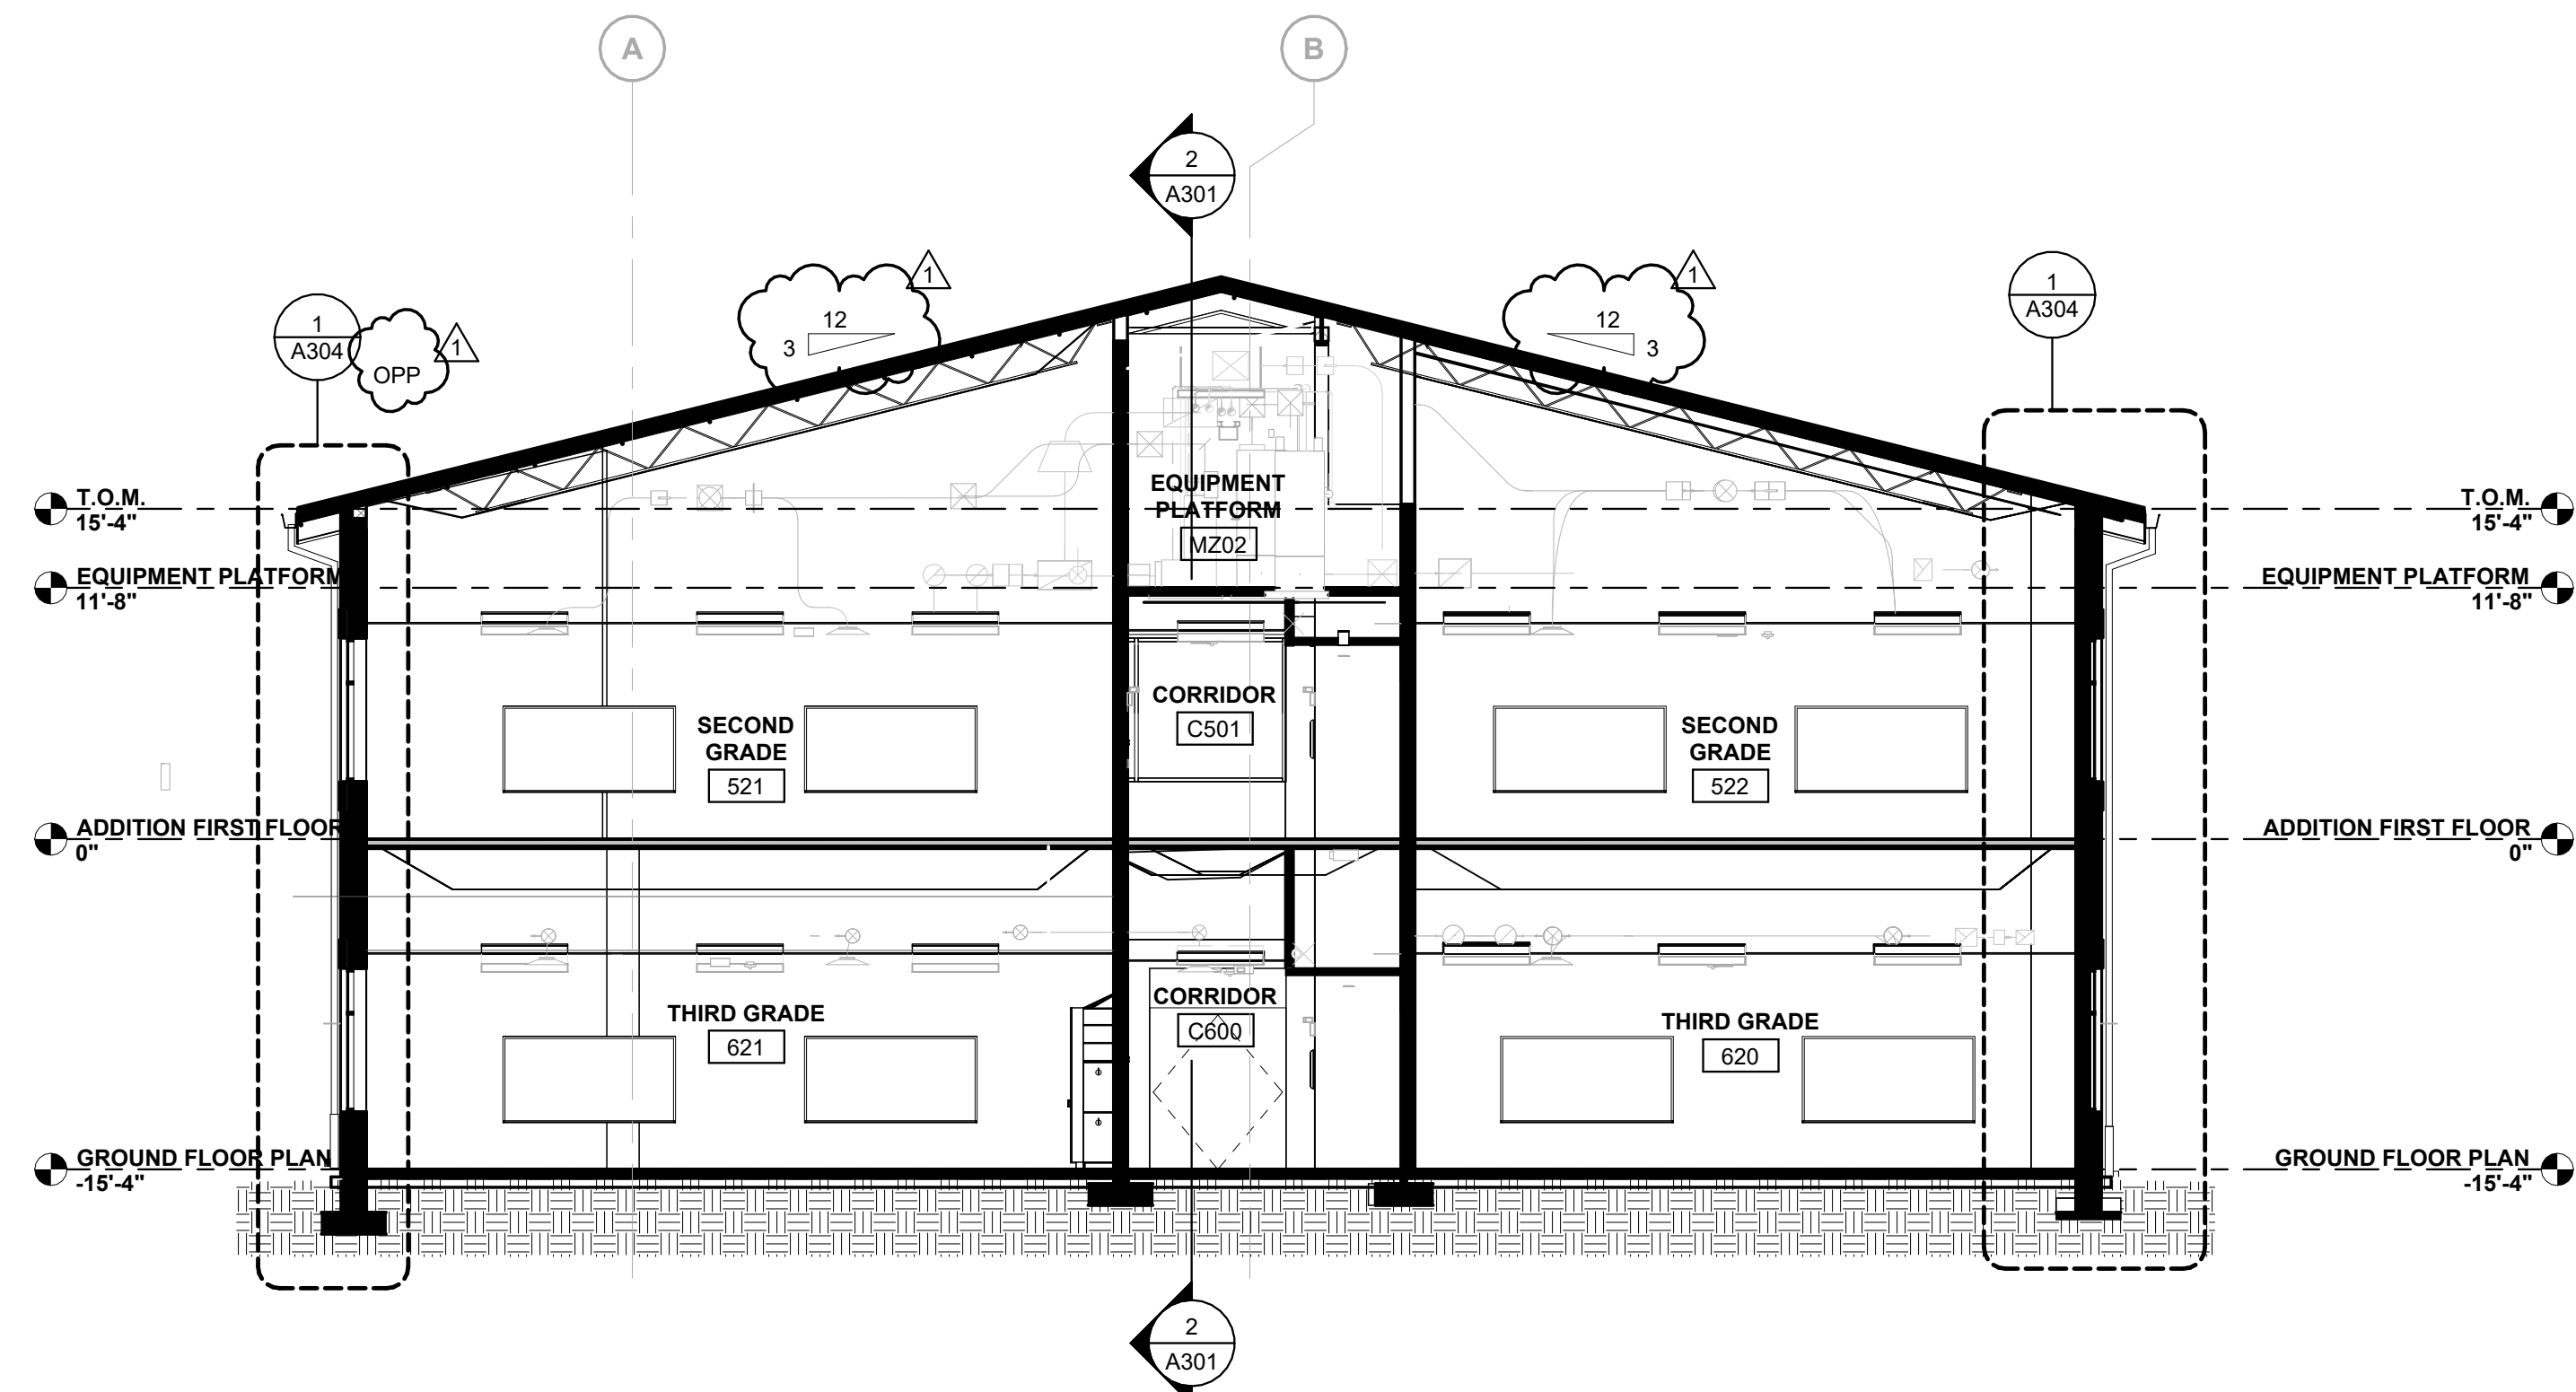 A
B
2
A301
1
A304
OPP
1
12
3
1
12
3
1
1
A304
T.O.M.
15'-4"
T.O.M.
15'-4"
EQUIPMENT
PLATFORM
MZ02
EQUIPMENT PLATFORM
11'-8"
EQUIPMENT PLATFORM
11'-8"
CORRIDOR
C501
SECOND
GRADE
521
SECOND
GRADE
522
ADDITION FIRST FLOOR
0"
ADDITION FIRST FLOOR
0"
CORRIDOR
C600
THIRD GRADE
621
THIRD GRADE
620
GROUND FLOOR PLAN
-15'-4"
GROUND FLOOR PLAN
-15'-4"
2
A301